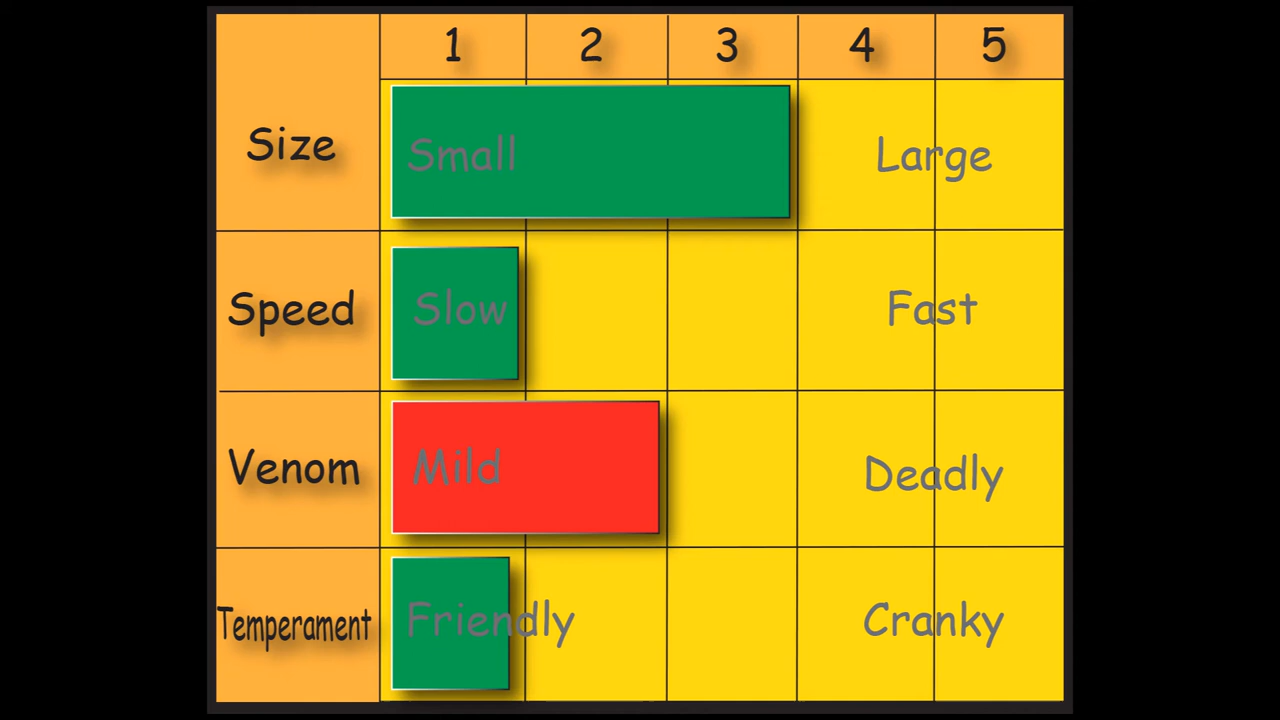 1 2 3 4 5
Size Small Large
Speed Slow Fast
Venom Mild Deadly
Temperament Friendly Cranky